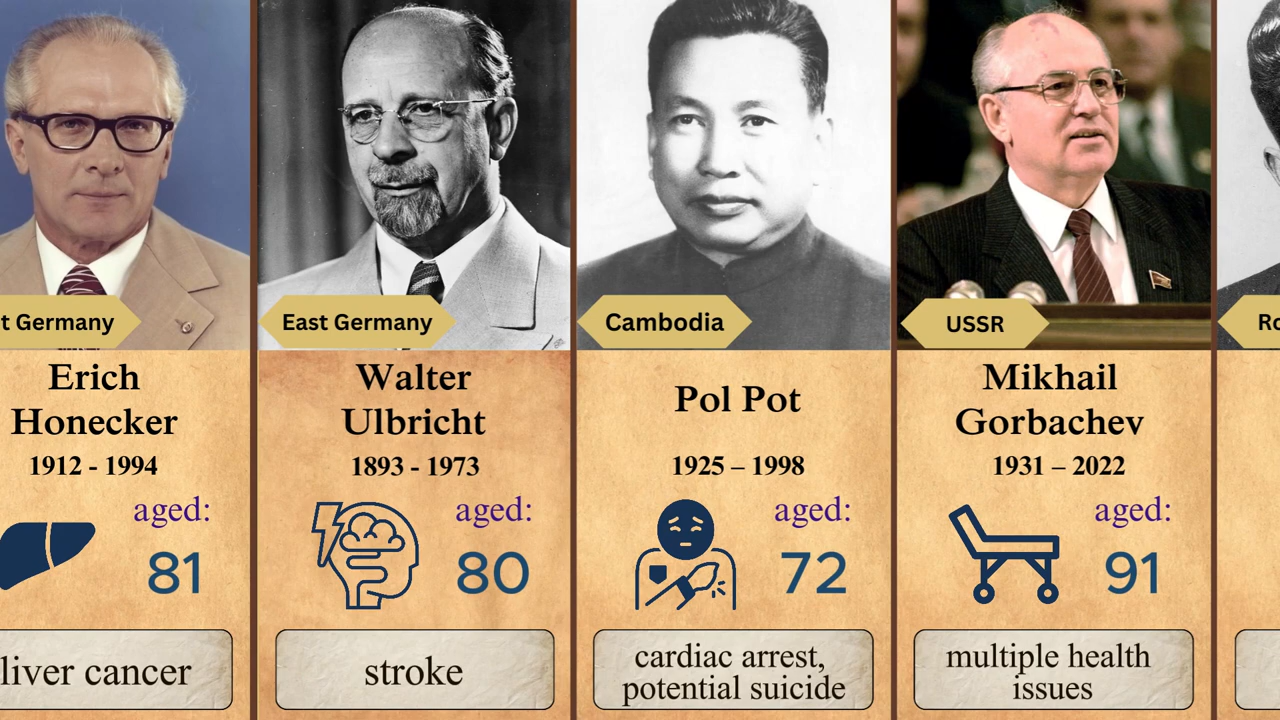 t Germany
Erich
Honecker
1912 - 1994
aged:
81
liver cancer
East Germany
Walter
Ulbricht
1893 - 1973
aged:
80
stroke
Cambodia
Pol Pot
1925 – 1998
aged:
72
cardiac arrest,
potential suicide
USSR
Mikhail
Gorbachev
1931 – 2022
aged:
91
multiple health
issues
Ro